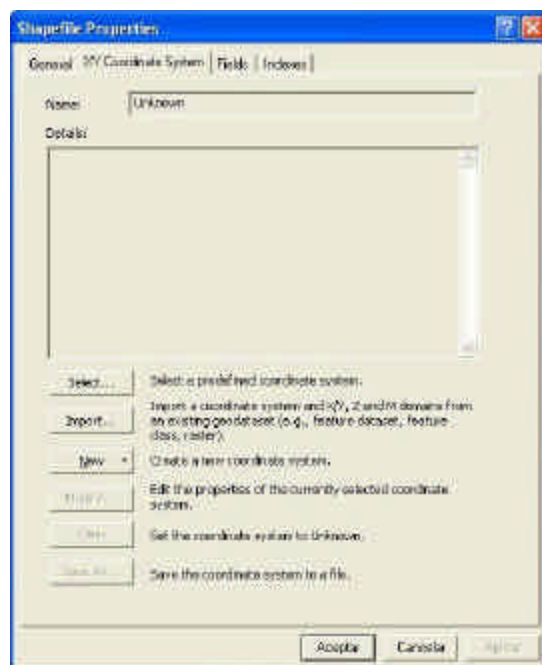 Shapefile Properties
General XY Coordinate System Fields Indexes
Name: Unknown
Details:
Select... Select a predefined coordinate system.
Import... Import a coordinate system and X/Y, Z and M domains from
an existing geodataset (e.g., feature dataset, feature
class, raster).
New Create a new coordinate system.
Modify... Edit the properties of the currently selected coordinate
system.
Clear Set the coordinate system to Unknown.
Save As... Save the coordinate system to a file.
Aceptar Cancelar Aplicar